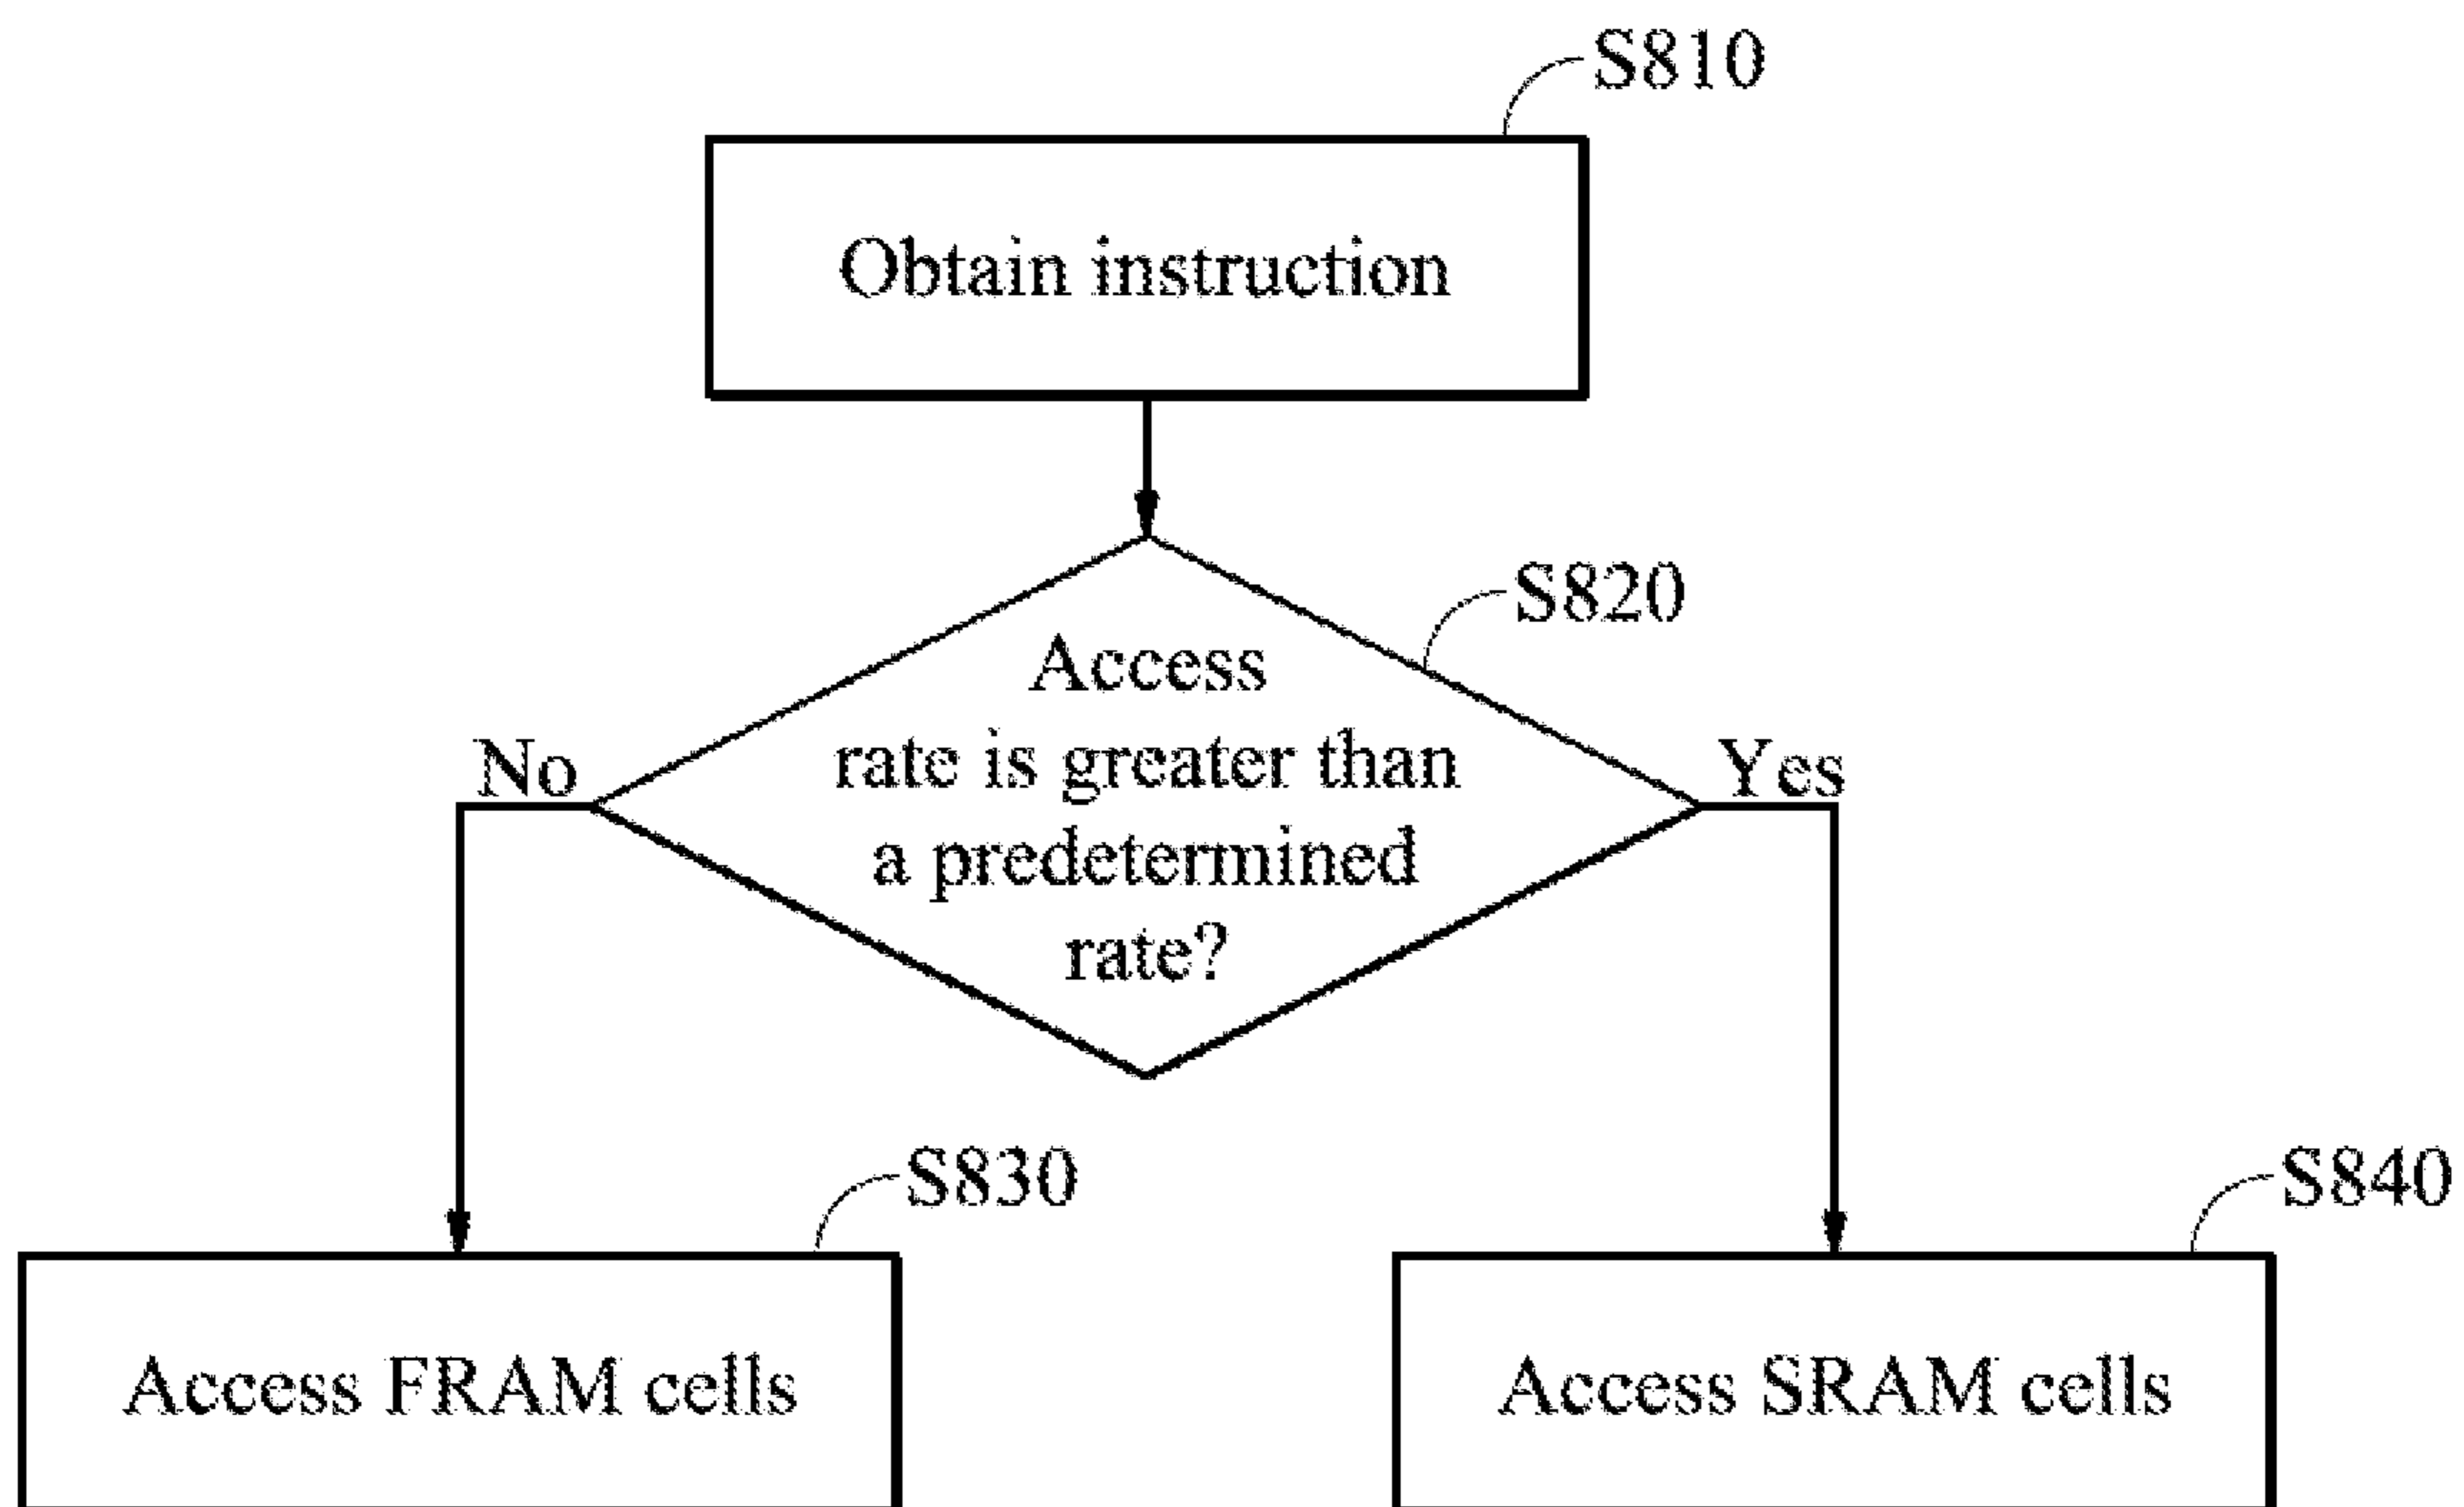 S810
Obtain instruction
S820
Access
rate is greater than
a predetermined
rate?
No
Yes
S830
S840
Access FRAM cells
Access SRAM cells